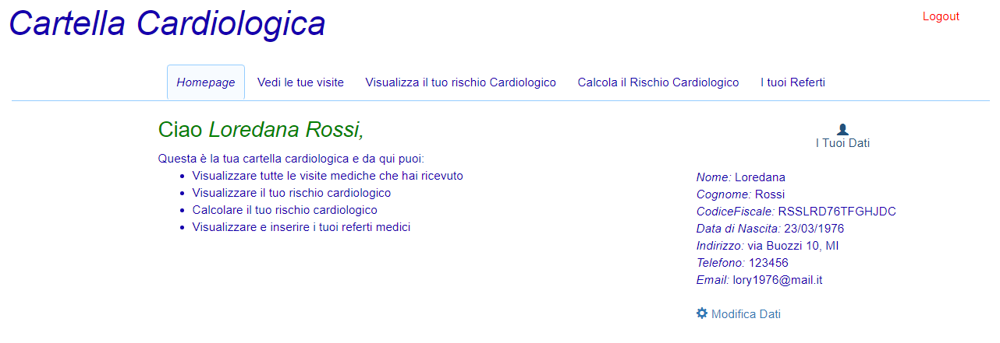 Cartella Cardiologica
Logout
Homepage Vedi le tue visite Visualizza il tuo rischio Cardiologico Calcola il Rischio Cardiologico I tuoi Referti
Ciao Loredana Rossi,
Questa è la tua cartella cardiologica e da qui puoi:
Visualizzare tutte le visite mediche che hai ricevuto
Visualizzare il tuo rischio cardiologico
Calcolare il tuo rischio cardiologico
Visualizzare e inserire i tuoi referti medici
I Tuoi Dati
Nome: Loredana
Cognome: Rossi
CodiceFiscale: RSSLRD76TFGHJDC
Data di Nascita: 23/03/1976
Indirizzo: via Buozzi 10, MI
Telefono: 123456
Email: lory1976@mail.it
Modifica Dati